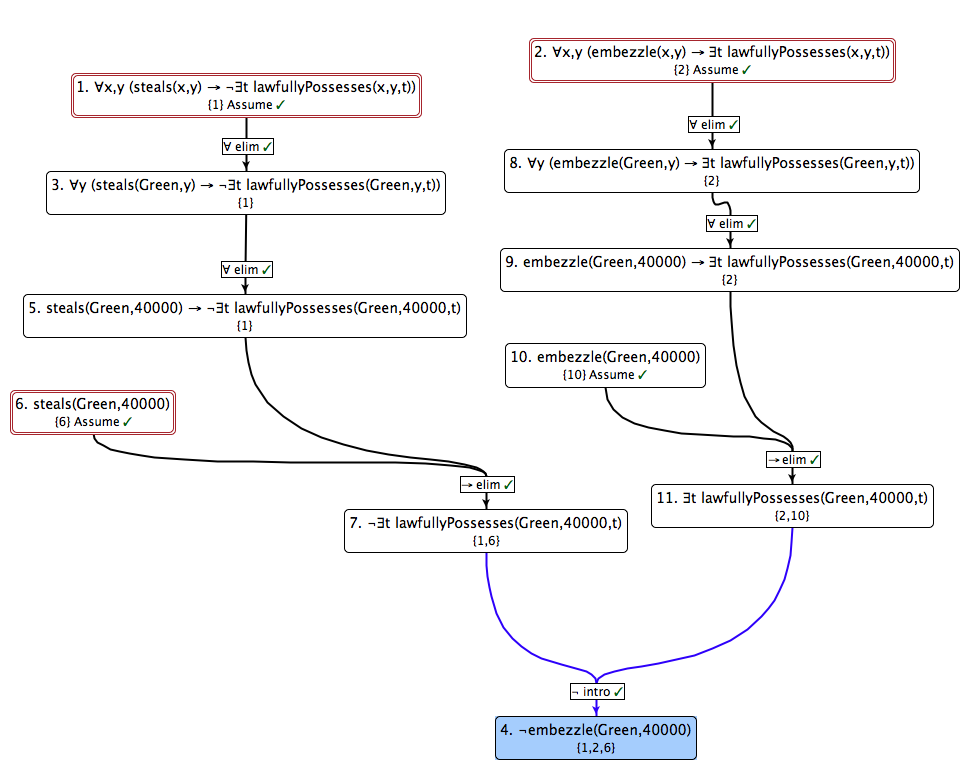 2. ∀x,y (embezzle(x,y) → ∃t lawfullyPossesses(x,y,t))
{2} Assume ✓
1. ∀x,y (steals(x,y) → ¬∃t lawfullyPossesses(x,y,t))
{1} Assume ✓
∀ elim ✓
∀ elim ✓
8. ∀y (embezzle(Green,y) → ∃t lawfullyPossesses(Green,y,t))
{2}
3. ∀y (steals(Green,y) → ¬∃t lawfullyPossesses(Green,y,t))
{1}
∀ elim ✓
9. embezzle(Green,40000) → ∃t lawfullyPossesses(Green,40000,t)
{2}
∀ elim ✓
5. steals(Green,40000) → ¬∃t lawfullyPossesses(Green,40000,t)
{1}
10. embezzle(Green,40000)
{10} Assume ✓
6. steals(Green,40000)
{6} Assume ✓
→ elim ✓
→ elim ✓
11. ∃t lawfullyPossesses(Green,40000,t)
{2,10}
7. ¬∃t lawfullyPossesses(Green,40000,t)
{1,6}
¬ intro ✓
4. ¬embezzle(Green,40000)
{1,2,6}